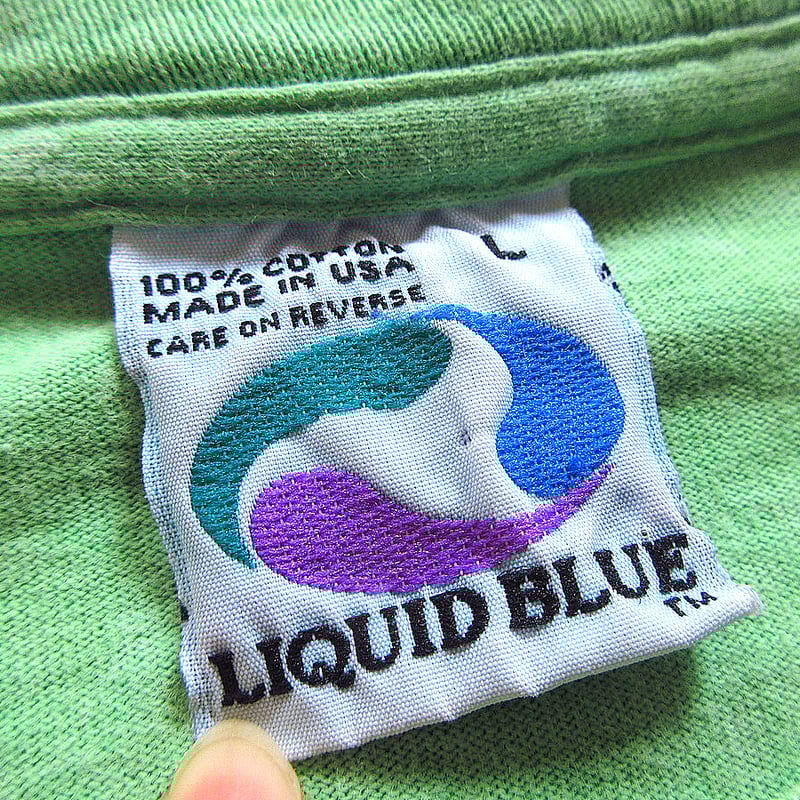 100% COTTON L
MADE IN USA
CARE ON REVERSE
LIQUID BLUE
TM